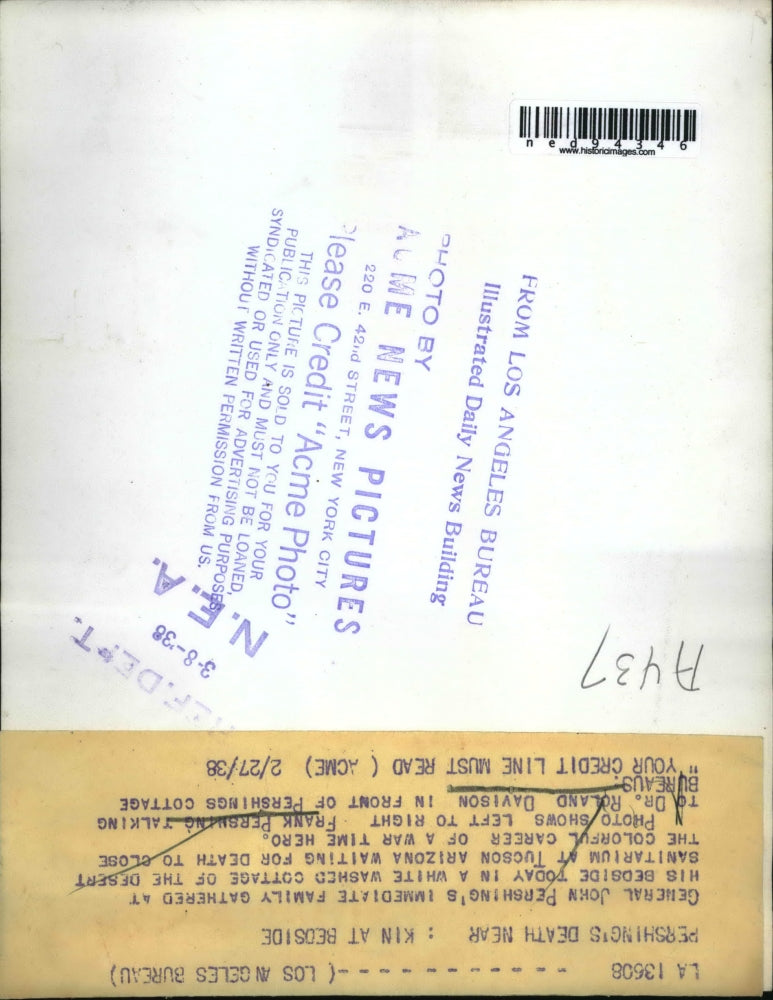 ned94346
www.historicimages.com
FROM LOS ANGELES BUREAU
Illustrated Daily News Building
PHOTO BY
ACME NEWS PICTURES
220 E. 42nd STREET, NEW YORK CITY
Please Credit "Acme Photo"
THIS PICTURE IS SOLD TO YOU FOR YOUR
PUBLICATION ONLY AND MUST NOT BE LOANED,
SYNDICATED OR USED FOR ADVERTISING PURPOSES
WITHOUT WRITTEN PERMISSION FROM US.
N.E.A.
3-8-38
REF. DEPT.
A437
LA 13608 - - - - - - - - - - - - - - - ( LOS ANGELES BUREAU)
PERSHING'S DEATH NEAR : KIN AT BEDSIDE
GENERAL JOHN PERSHING'S IMMEDIATE FAMILY GATHERED AT
HIS BEDSIDE TODAY IN A WHITE WASHED COTTAGE OF THE DESERT
SANITARIUM AT TUCSON ARIZONA WAITING FOR DEATH TO CLOSE
THE COLORFUL CAREER OF A WAR TIME HERO.
PHOTO SHOWS LEFT TO RIGHT FRANK PERSHING TALKING
TO DR. ROLAND DAVISON IN FRONT OF PERSHINGS COTTAGE
BUREAUS.
"YOUR CREDIT LINE MUST READ ( ACME) 2/27/38